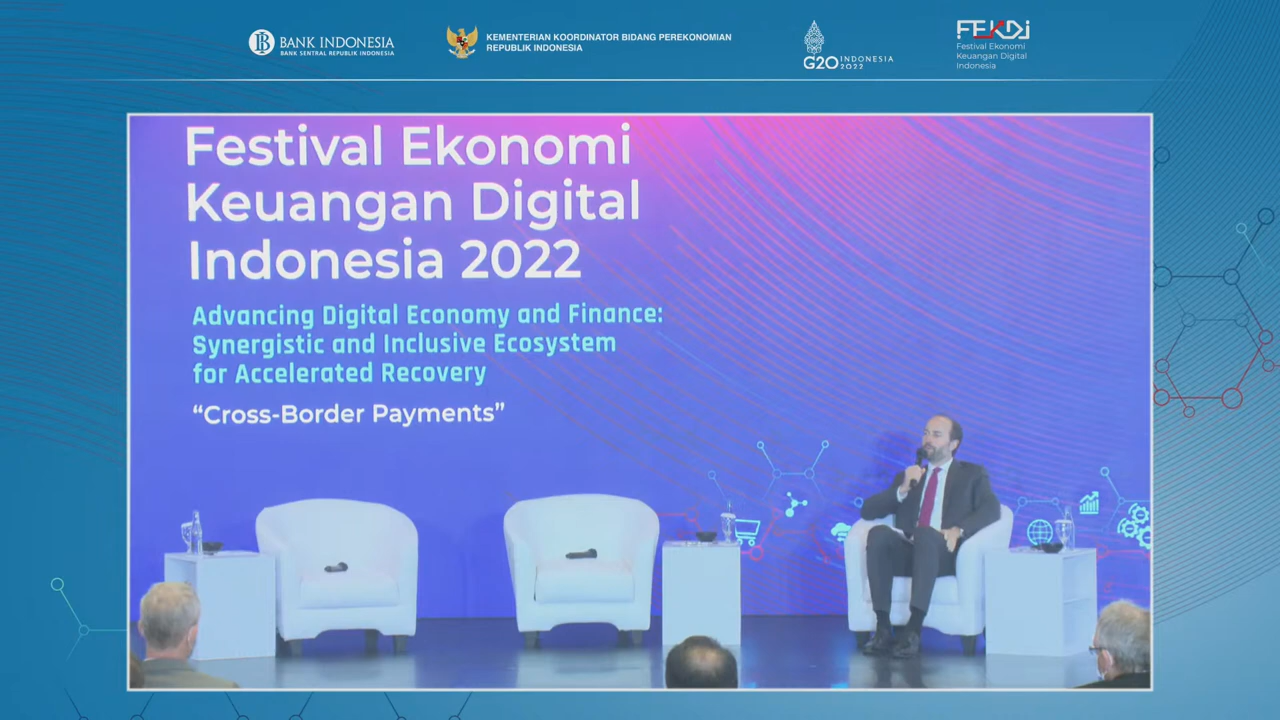 BANK INDONESIA
BANK SENTRAL REPUBLIK INDONESIA
KEMENTERIAN KOORDINATOR BIDANG PEREKONOMIAN
REPUBLIK INDONESIA
G20 INDONESIA
2022
FEKDI
Festival Ekonomi
Keuangan Digital
Indonesia
Festival Ekonomi
Keuangan Digital
Indonesia 2022
Advancing Digital Economy and Finance:
Synergistic and Inclusive Ecosystem
for Accelerated Recovery
“Cross-Border Payments”